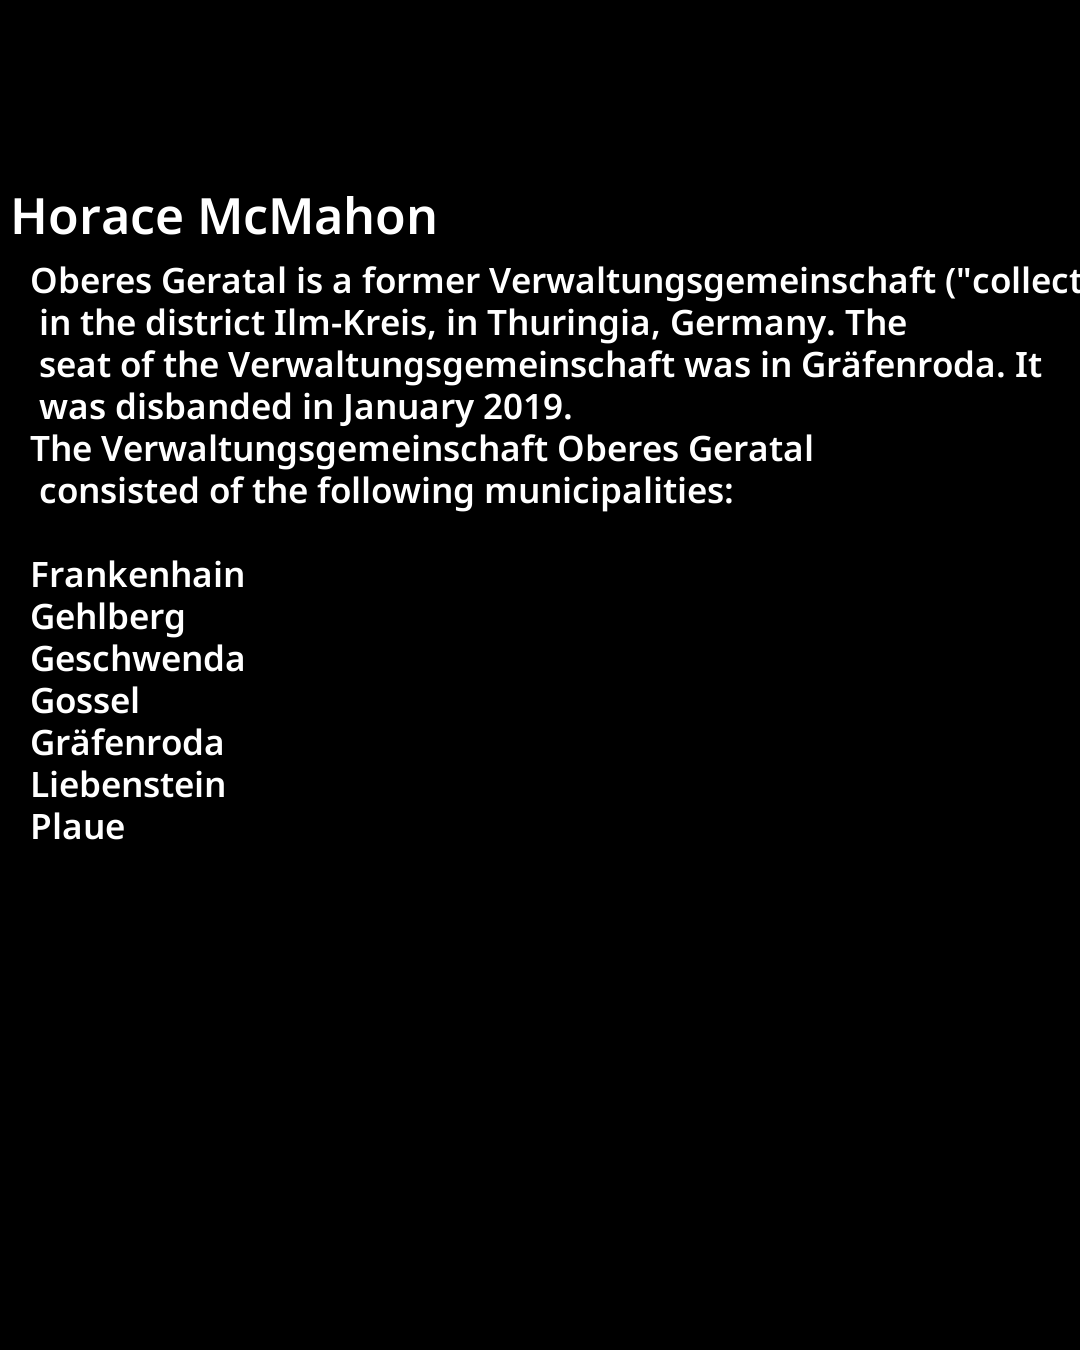 Horace McMahon
Oberes Geratal is a former Verwaltungsgemeinschaft ("collect
in the district Ilm-Kreis, in Thuringia, Germany. The
seat of the Verwaltungsgemeinschaft was in Gräfenroda. It
was disbanded in January 2019.
The Verwaltungsgemeinschaft Oberes Geratal
consisted of the following municipalities:
Frankenhain
Gehlberg
Geschwenda
Gossel
Gräfenroda
Liebenstein
Plaue